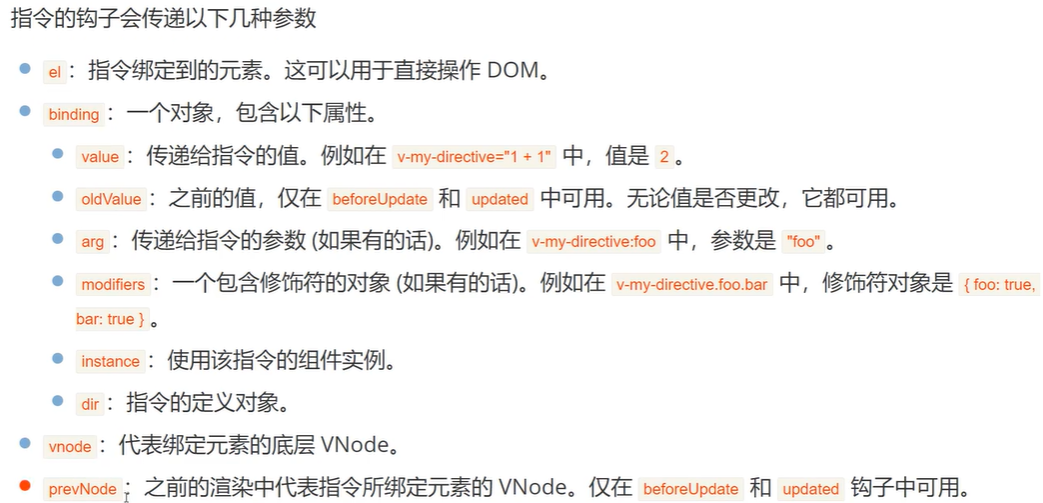 指令的钩子会传递以下几种参数
el：指令绑定到的元素。这可以用于直接操作 DOM。
binding：一个对象，包含以下属性。
value：传递给指令的值。例如在 v-my-directive="1 + 1" 中，值是 2。
oldValue：之前的值，仅在 beforeUpdate 和 updated 中可用。无论值是否更改，它都可用。
arg：传递给指令的参数 (如果有的话)。例如在 v-my-directive:foo 中，参数是 "foo"。
modifiers：一个包含修饰符的对象 (如果有的话)。例如在 v-my-directive.foo.bar 中，修饰符对象是 { foo: true,
bar: true }。
instance：使用该指令的组件实例。
dir：指令的定义对象。
vnode：代表绑定元素的底层 VNode。
prevNode：之前的渲染中代表指令所绑定元素的 VNode。仅在 beforeUpdate 和 updated 钩子中可用。